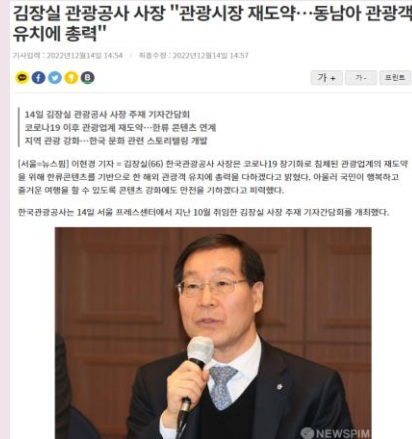 김장실 관광공사 사장 "관광시장 재도약…동남아 관광객
유치에 총력"
기사입력 : 2022년12월14일 14:54 최종수정 : 2022년12월14일 14:57
가 + 가 - 프린트
14일 김장실 관광공사 사장 주재 기자간담회
코로나19 이후 관광업계 재도약…한류 콘텐츠 연계
지역 관광 강화…한국 문화 관련 스토리텔링 개발
[서울=뉴스핌] 이현경 기자 = 김장실(66) 한국관광공사 사장은 코로나19 장기화로 침체된 관광업계의 재도약
을 위해 한류콘텐츠를 기반으로 한 해외 관광객 유치에 총력을 다하겠다고 밝혔다. 아울러 국민이 행복하고
즐거운 여행을 할 수 있도록 콘텐츠 강화에도 만전을 기하겠다고 피력했다.
한국관광공사는 14일 서울 프레스센터에서 지난 10월 취임한 김장실 사장 주재 기자간담회를 개최했다.
NEWSPIM